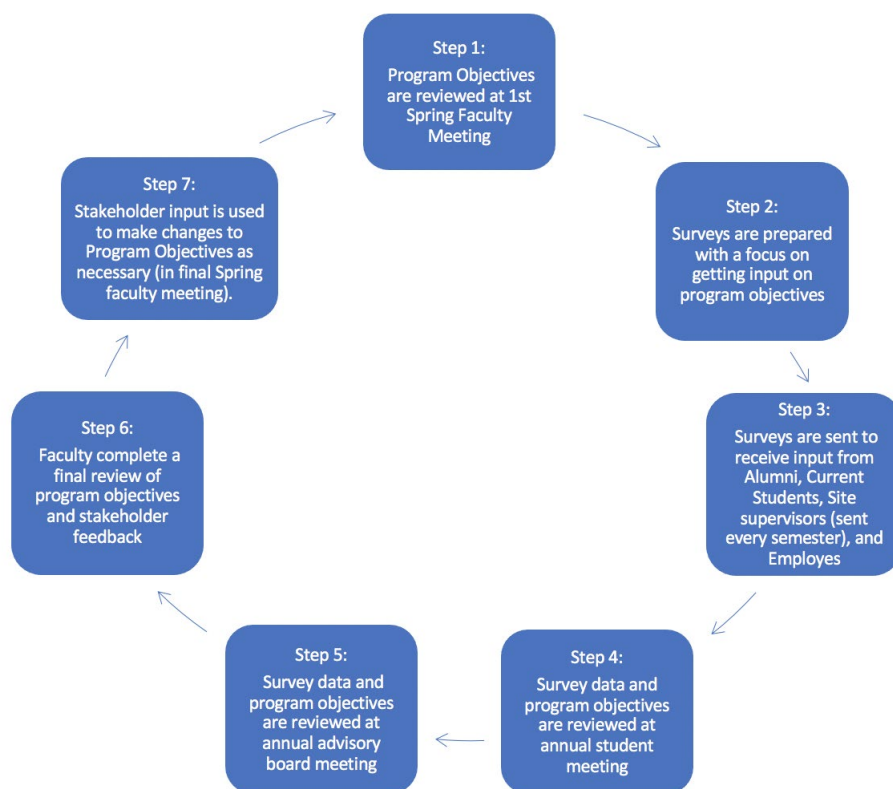 Step 1:
Program Objectives
are reviewed at 1st
Spring Faculty
Meeting
Step 2:
Surveys are prepared
with a focus on
getting input on
program objectives
Step 3:
Surveys are sent to
receive input from
Alumni, Current
Students, Site
supervisors (sent
every semester), and
Employes
Step 4:
Survey data and
program objectives
are reviewed at
annual student
meeting
Step 5:
Survey data and
program objectives
are reviewed at
annual advisory
board meeting
Step 6:
Faculty complete a
final review of
program objectives
and stakeholder
feedback
Step 7:
Stakeholder input is used
to make changes to
Program Objectives as
necessary (in final Spring
faculty meeting).